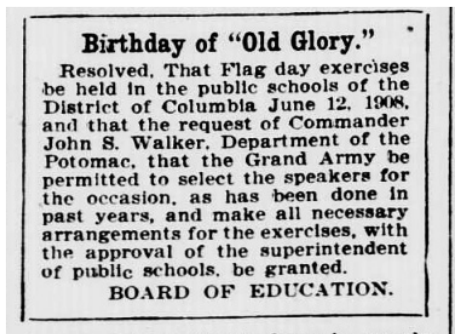 Birthday of "Old Glory."
Resolved, That Flag day exercises
be held in the public schools of the
District of Columbia June 12, 1908,
and that the request of Commander
John S. Walker, Department of the
Potomac, that the Grand Army be
permitted to select the speakers for
the occasion, as has been done in
past years, and make all necessary
arrangements for the exercises, with
the approval of the superintendent
of public schools, be granted.
BOARD OF EDUCATION.